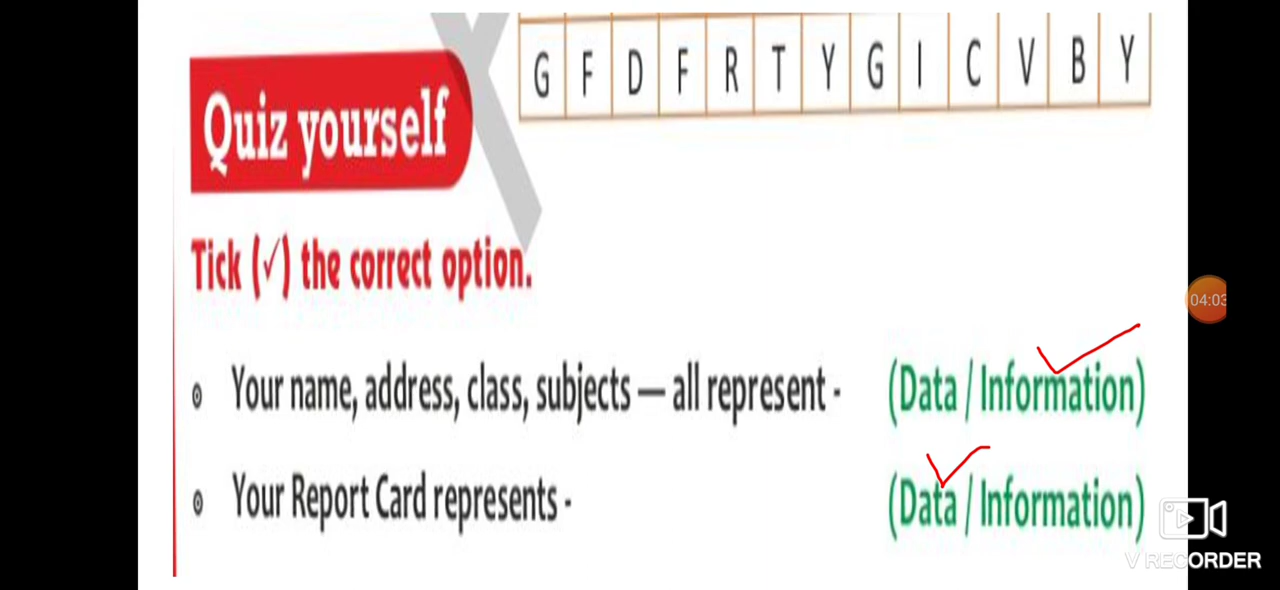 G F D F R T Y G I C V B Y
Quiz yourself
Tick (✓) the correct option.
04:03
Your name, address, class, subjects — all represent - (Data / Information)
Your Report Card represents - (Data / Information)
V RECORDER